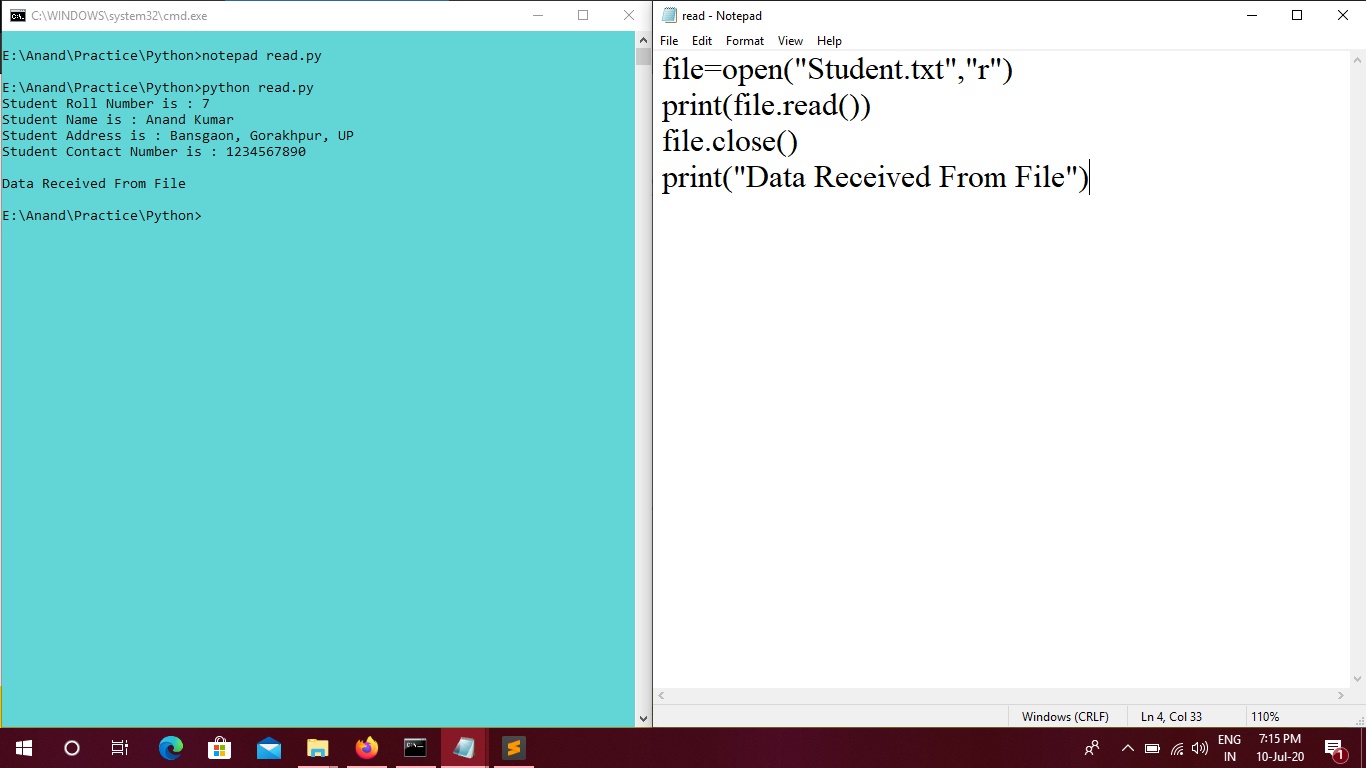 C:\WINDOWS\system32\cmd.exe
E:\Anand\Practice\Python>notepad read.py
E:\Anand\Practice\Python>python read.py
Student Roll Number is : 7
Student Name is : Anand Kumar
Student Address is : Bansgaon, Gorakhpur, UP
Student Contact Number is : 1234567890
Data Received From File
E:\Anand\Practice\Python>
read - Notepad
File Edit Format View Help
file=open("Student.txt","r")
print(file.read())
file.close()
print("Data Received From File")
Windows (CRLF) Ln 4, Col 33 110%
ENG 7:15 PM
IN 10-Jul-20 1